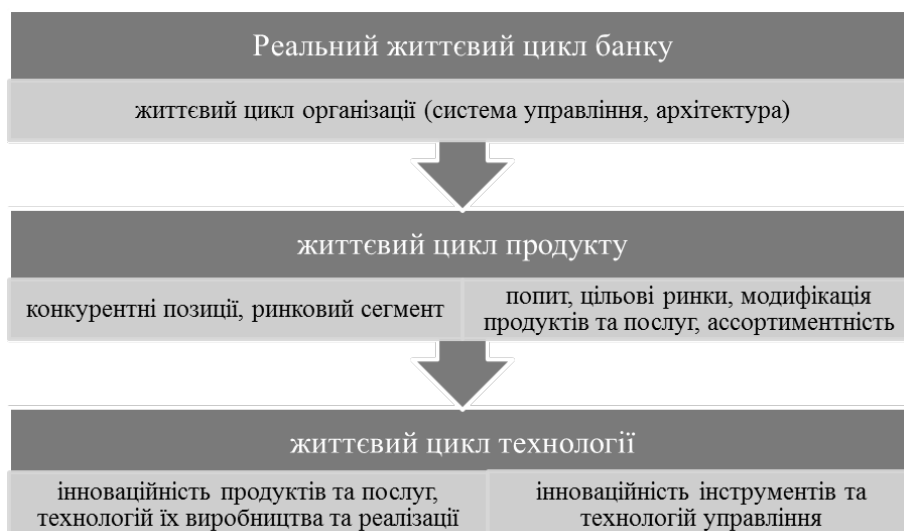 Реальний життєвий цикл банку
життєвий цикл організації (система управління, архітектура)
життєвий цикл продукту
конкурентні позиції, ринковий сегмент
попит, цільові ринки, модифікація
продуктів та послуг, ассортиментність
життєвий цикл технології
інноваційність продуктів та послуг,
технологій їх виробництва та реалізації
інноваційність інструментів та
технологій управління